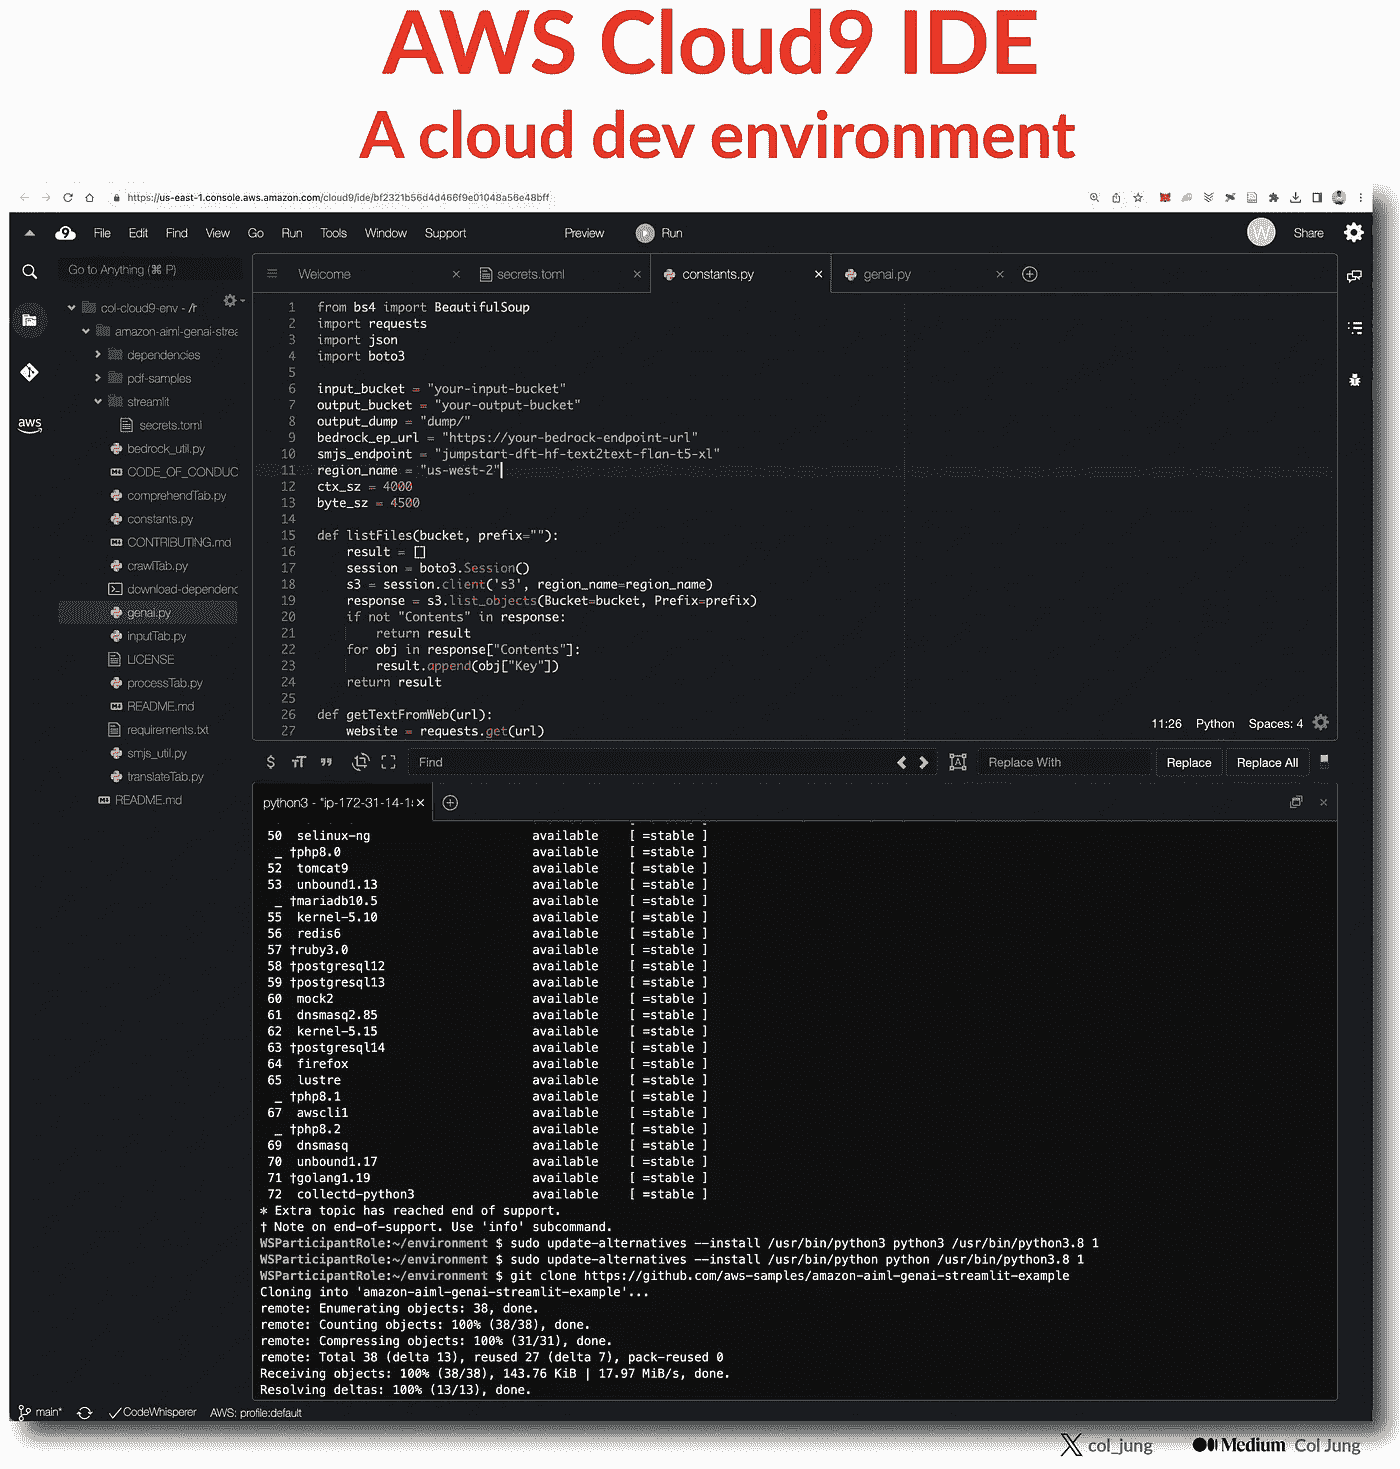 AWS Cloud9 IDE
A cloud dev environment
https://us-east-1.console.aws.amazon.com/cloud9/ide/bf2321b56d4d466f9e01048a56e48bff
9 File Edit Find View Go Run Tools Window Support Preview Run W Share
Go to Anything (⌘ P)
Welcome secrets.toml constants.py genai.py
col-cloud9-env - /r
amazon-aiml-genai-strea
dependencies
pdf-samples
streamlit
secrets.toml
bedrock_util.py
CODE_OF_CONDUC
comprehendTab.py
constants.py
CONTRIBUTING.md
crawlTab.py
download-dependenc
genai.py
inputTab.py
LICENSE
processTab.py
README.md
requirements.txt
smjs_util.py
translateTab.py
README.md
aws
1 from bs4 import BeautifulSoup
2 import requests
3 import json
4 import boto3
5
6 input_bucket = "your-input-bucket"
7 output_bucket = "your-output-bucket"
8 output_dump = "dump/"
9 bedrock_ep_url = "https://your-bedrock-endpoint-url"
10 smjs_endpoint = "jumpstart-dft-hf-text2text-flan-t5-xl"
11 region_name = "us-west-2"
12 ctx_sz = 4000
13 byte_sz = 4500
14
15 def listFiles(bucket, prefix=""):
16 result = []
17 session = boto3.Session()
18 s3 = session.client('s3', region_name=region_name)
19 response = s3.list_objects(Bucket=bucket, Prefix=prefix)
20 if not "Contents" in response:
21 return result
22 for obj in response["Contents"]:
23 result.append(obj["Key"])
24 return result
25
26 def getTextFromWeb(url):
27 website = requests.get(url)
11:26 Python Spaces: 4
Find Replace With Replace Replace All
python3 - "ip-172-31-14-1
50 selinux-ng available [ =stable ]
_ †php8.0 available [ =stable ]
52 tomcat9 available [ =stable ]
53 unbound1.13 available [ =stable ]
_ †mariadb10.5 available [ =stable ]
55 kernel-5.10 available [ =stable ]
56 redis6 available [ =stable ]
57 †ruby3.0 available [ =stable ]
58 †postgresql12 available [ =stable ]
59 †postgresql13 available [ =stable ]
60 mock2 available [ =stable ]
61 dnsmasq2.85 available [ =stable ]
62 kernel-5.15 available [ =stable ]
63 †postgresql14 available [ =stable ]
64 firefox available [ =stable ]
65 lustre available [ =stable ]
_ †php8.1 available [ =stable ]
67 awscli1 available [ =stable ]
_ †php8.2 available [ =stable ]
69 dnsmasq available [ =stable ]
70 unbound1.17 available [ =stable ]
71 †golang1.19 available [ =stable ]
72 collectd-python3 available [ =stable ]
* Extra topic has reached end of support.
† Note on end-of-support. Use 'info' subcommand.
WSParticipantRole:~/environment $ sudo update-alternatives --install /usr/bin/python3 python3 /usr/bin/python3.8 1
WSParticipantRole:~/environment $ sudo update-alternatives --install /usr/bin/python python /usr/bin/python3.8 1
WSParticipantRole:~/environment $ git clone https://github.com/aws-samples/amazon-aiml-genai-streamlit-example
Cloning into 'amazon-aiml-genai-streamlit-example'...
remote: Enumerating objects: 38, done.
remote: Counting objects: 100% (38/38), done.
remote: Compressing objects: 100% (31/31), done.
remote: Total 38 (delta 13), reused 27 (delta 7), pack-reused 0
Receiving objects: 100% (38/38), 143.76 KiB | 17.97 MiB/s, done.
Resolving deltas: 100% (13/13), done.
main* CodeWhisperer AWS: profile:default
X col_jung Medium Col Jung